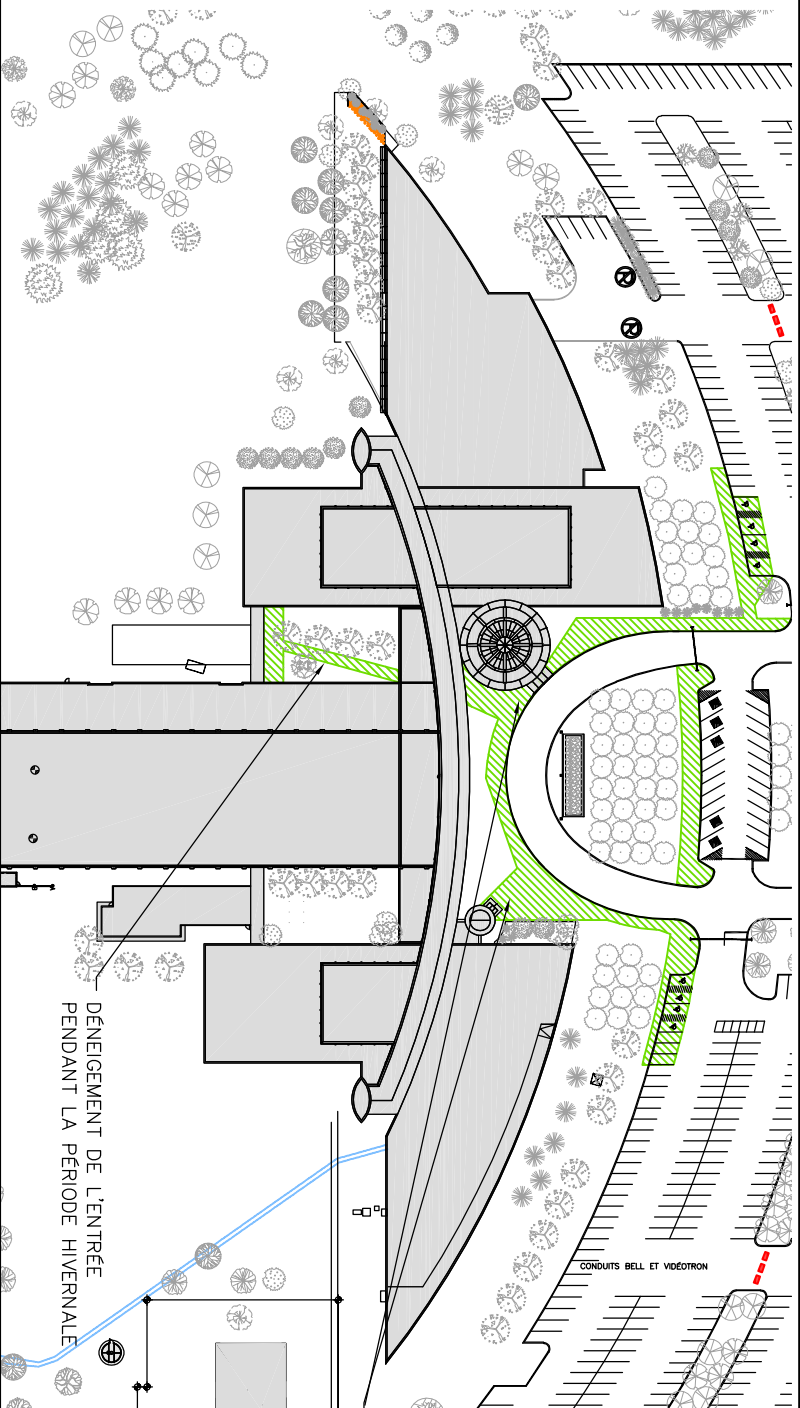 DÉNEIGEMENT DE L'ENTRÉE
PENDANT LA PÉRIODE HIVERNALE
CONDUITS BELL ET VIDÉOTRON
R
R